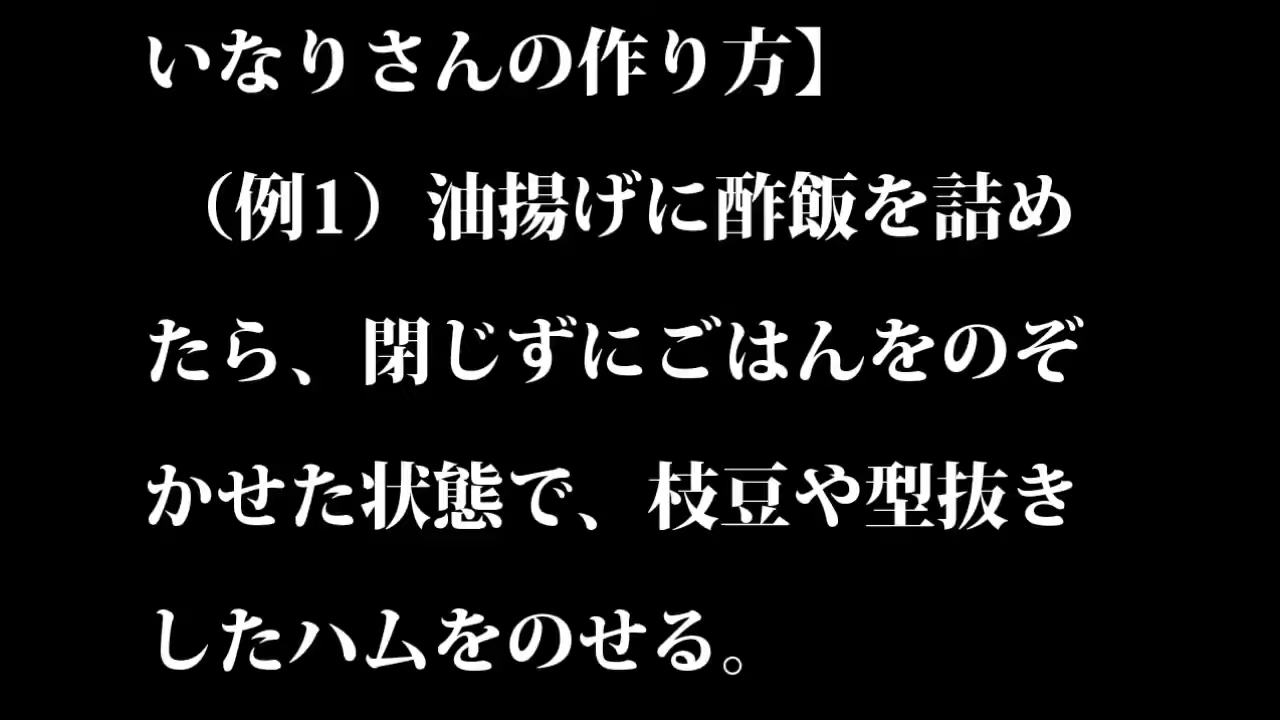 いなりさんの作り方】
（例1）油揚げに酢飯を詰め
たら、閉じずにごはんをのぞ
かせた状態で、枝豆や型抜き
したハムをのせる。